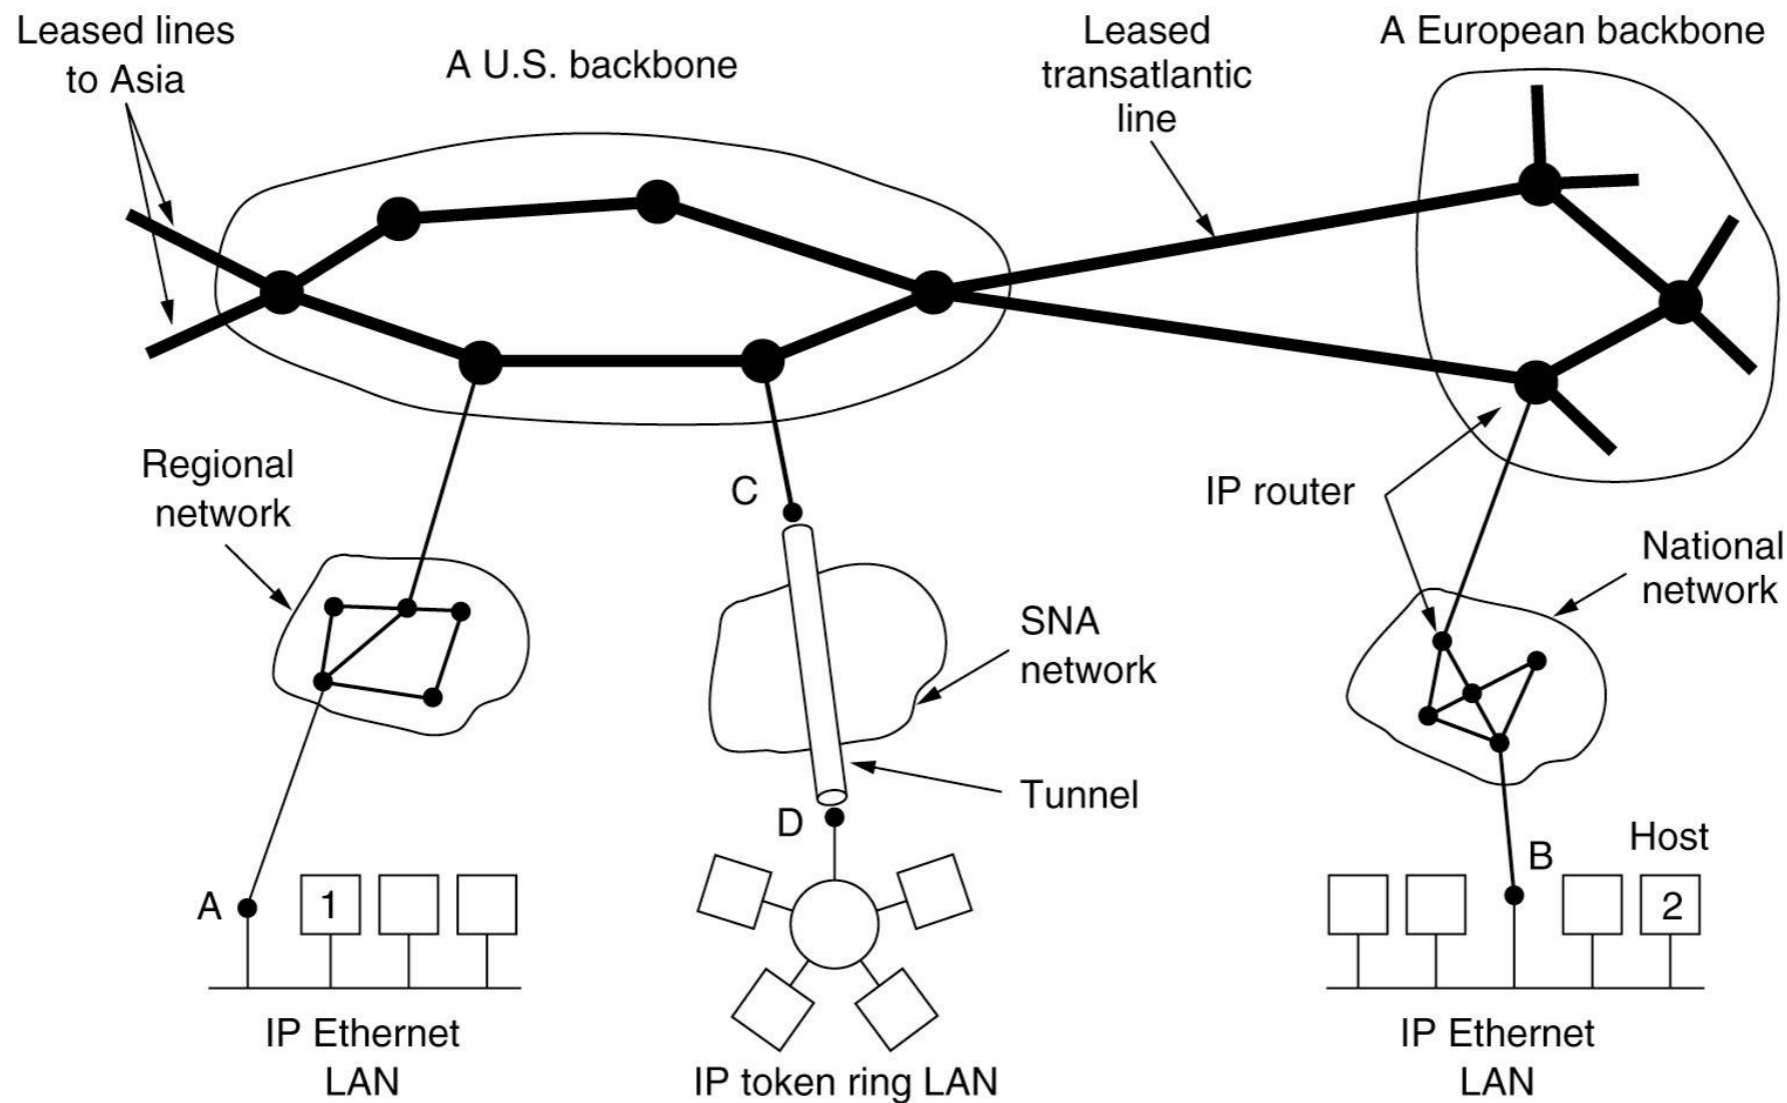 Leased lines
to Asia
A U.S. backbone
Leased
transatlantic
line
A European backbone
Regional
network
C
IP router
National
network
SNA
network
Tunnel
D
A
1
B
Host
2
IP Ethernet
LAN
IP token ring LAN
IP Ethernet
LAN